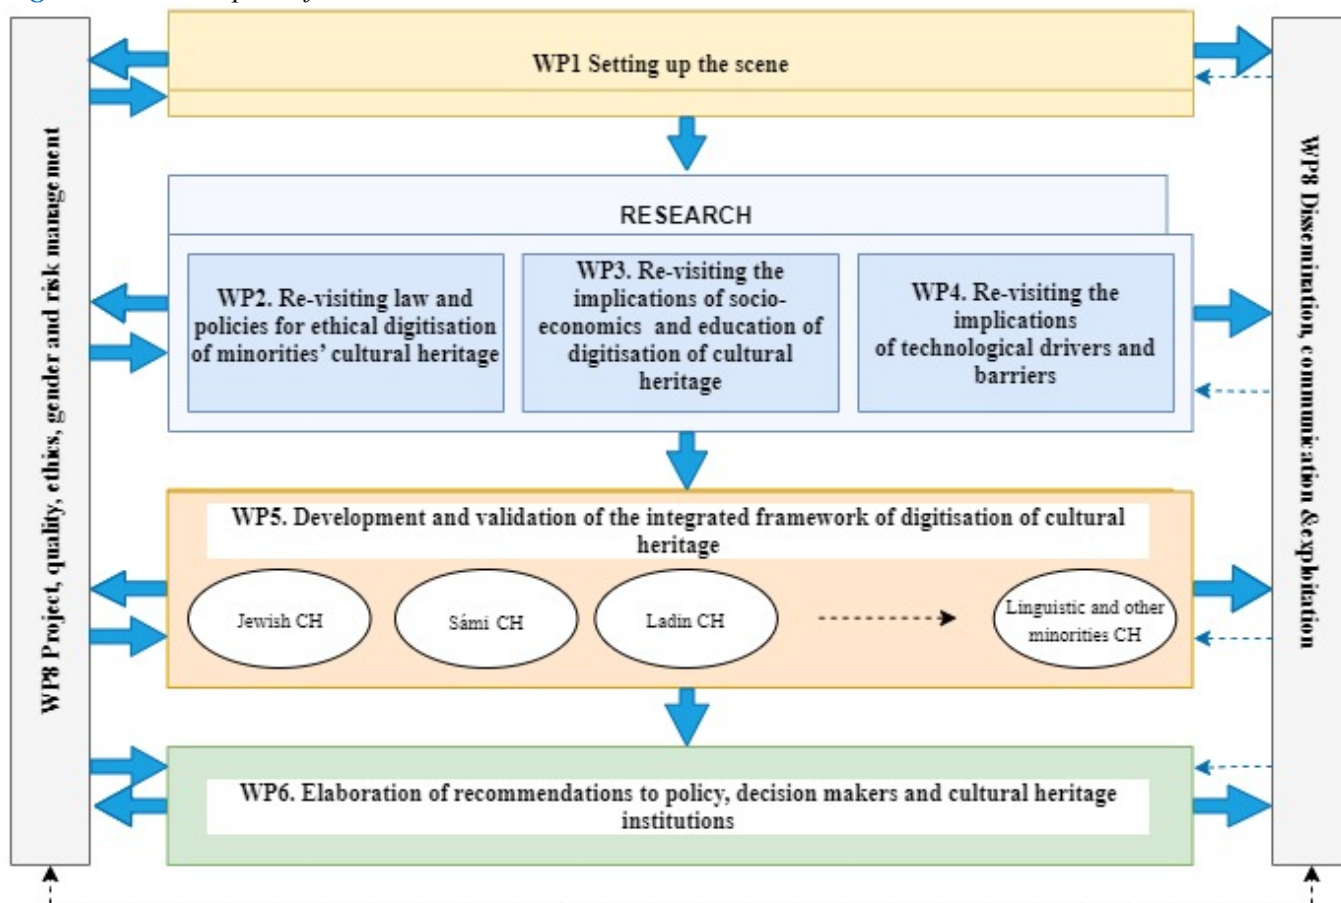 WP1 Setting up the scene
WP8 Project, quality, ethics, gender and risk management
WP8 Dissemination, communication &exploitation
RESEARCH
WP2. Re-visiting law and
policies for ethical digitisation
of minorities’ cultural heritage
WP3. Re-visiting the
implications of socio-
economics and education of
digitisation of cultural
heritage
WP4. Re-visiting the
implications
of technological drivers and
barriers
WP5. Development and validation of the integrated framework of digitisation of cultural
heritage
Jewish CH
Sámi CH
Ladin CH
Linguistic and other
minorities CH
WP6. Elaboration of recommendations to policy, decision makers and cultural heritage
institutions